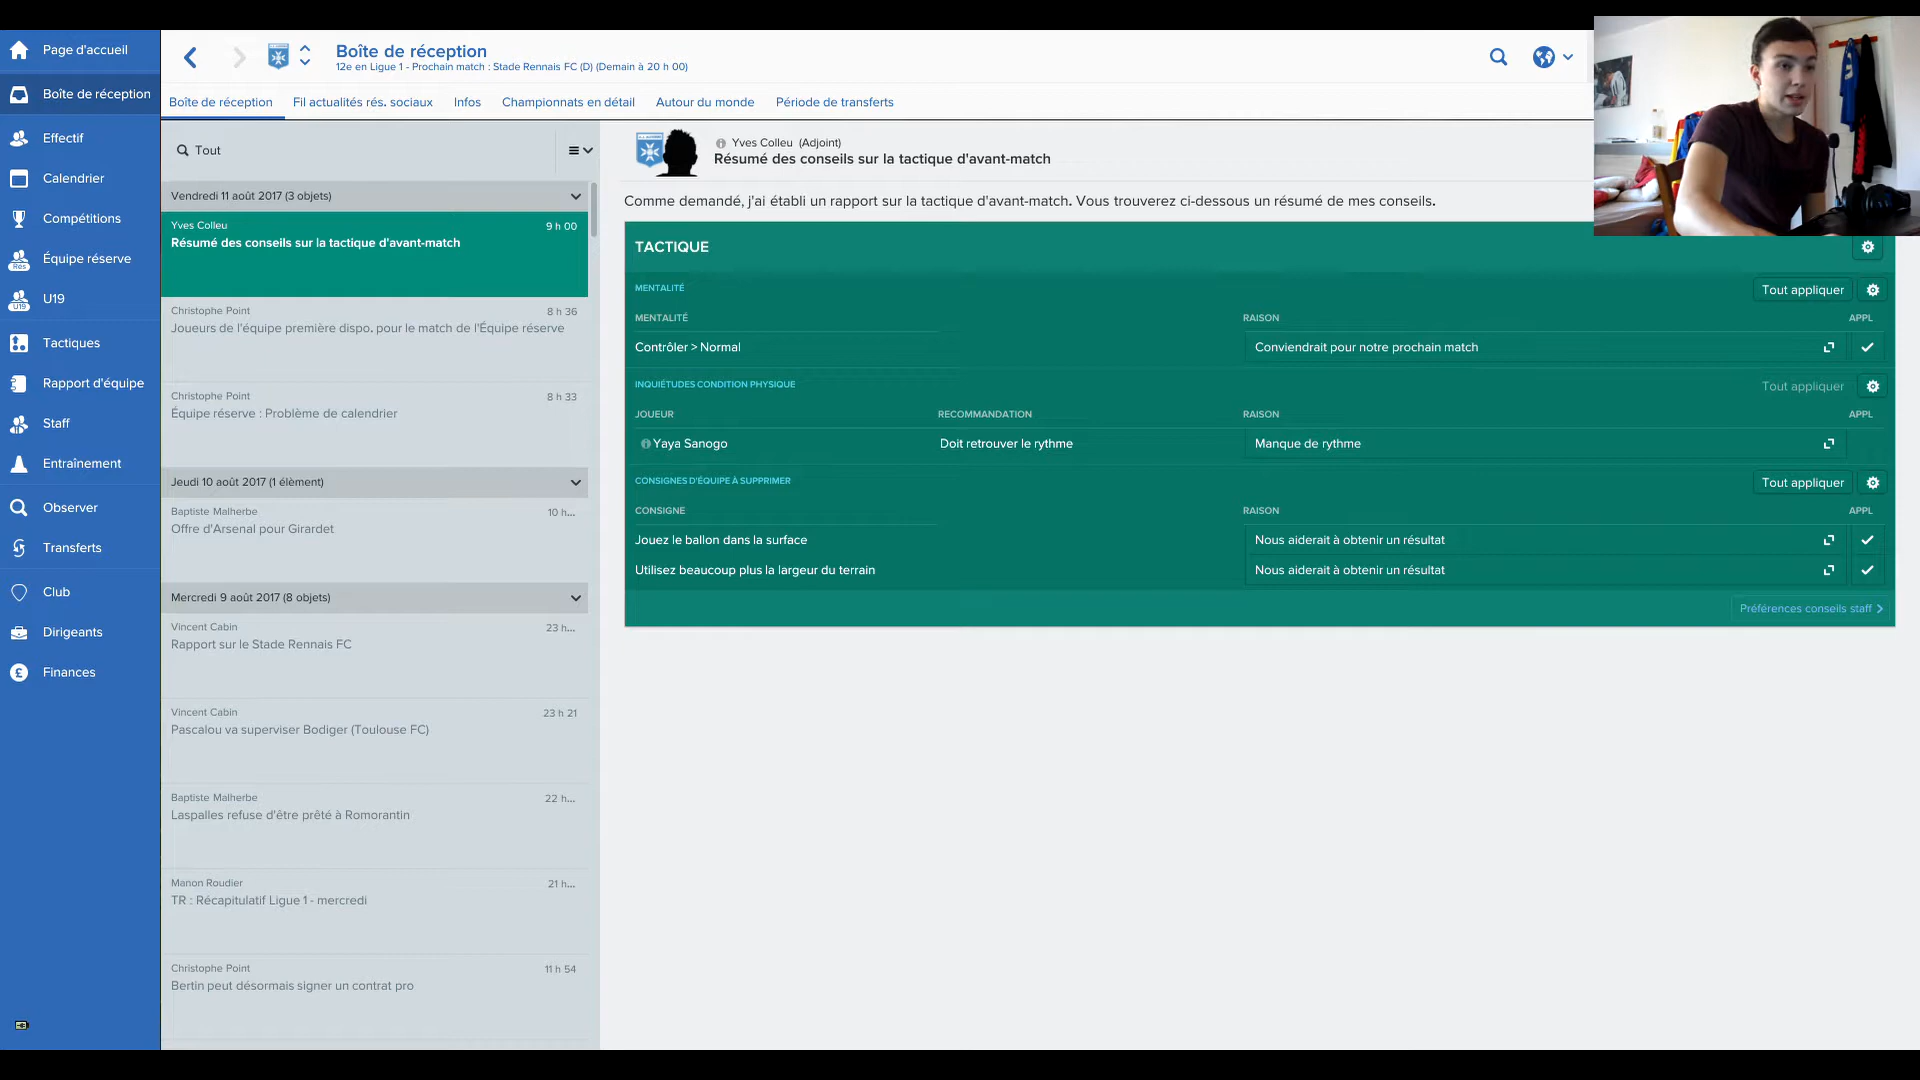 Page d'accueil
Boîte de réception
Effectif
Calendrier
Compétitions
Équipe réserve
U19
Tactiques
Rapport d'équipe
Staff
Entraînement
Observer
Transferts
Club
Dirigeants
Finances
Boîte de réception
12e en Ligue 1 - Prochain match : Stade Rennais FC (D) (Demain à 20 h 00)
Boîte de réception Fil actualités rés. sociaux Infos Championnats en détail Autour du monde Période de transferts
Tout
Vendredi 11 août 2017 (3 objets)
Yves Colleu 9 h 00
Résumé des conseils sur la tactique d'avant-match
Christophe Point 8 h 36
Joueurs de l'équipe première dispo. pour le match de l'Équipe réserve
Christophe Point 8 h 33
Équipe réserve : Problème de calendrier
Jeudi 10 août 2017 (1 élèment)
Baptiste Malherbe 10 h...
Offre d'Arsenal pour Girardet
Mercredi 9 août 2017 (8 objets)
Vincent Cabin 23 h...
Rapport sur le Stade Rennais FC
Vincent Cabin 23 h 21
Pascalou va superviser Bodiger (Toulouse FC)
Baptiste Malherbe 22 h...
Laspalles refuse d'être prêté à Romorantin
Manon Roudier 21 h...
TR : Récapitulatif Ligue 1 - mercredi
Christophe Point 11 h 54
Bertin peut désormais signer un contrat pro
Yves Colleu (Adjoint)
Résumé des conseils sur la tactique d'avant-match
Comme demandé, j'ai établi un rapport sur la tactique d'avant-match. Vous trouverez ci-dessous un résumé de mes conseils.
TACTIQUE
MENTALITÉ Tout appliquer
MENTALITÉ RAISON APPL
Contrôler > Normal Conviendrait pour notre prochain match
INQUIÉTUDES CONDITION PHYSIQUE Tout appliquer
JOUEUR RECOMMANDATION RAISON APPL
Yaya Sanogo Doit retrouver le rythme Manque de rythme
CONSIGNES D'ÉQUIPE À SUPPRIMER Tout appliquer
CONSIGNE RAISON APPL
Jouez le ballon dans la surface Nous aiderait à obtenir un résultat
Utilisez beaucoup plus la largeur du terrain Nous aiderait à obtenir un résultat
Préférences conseils staff >